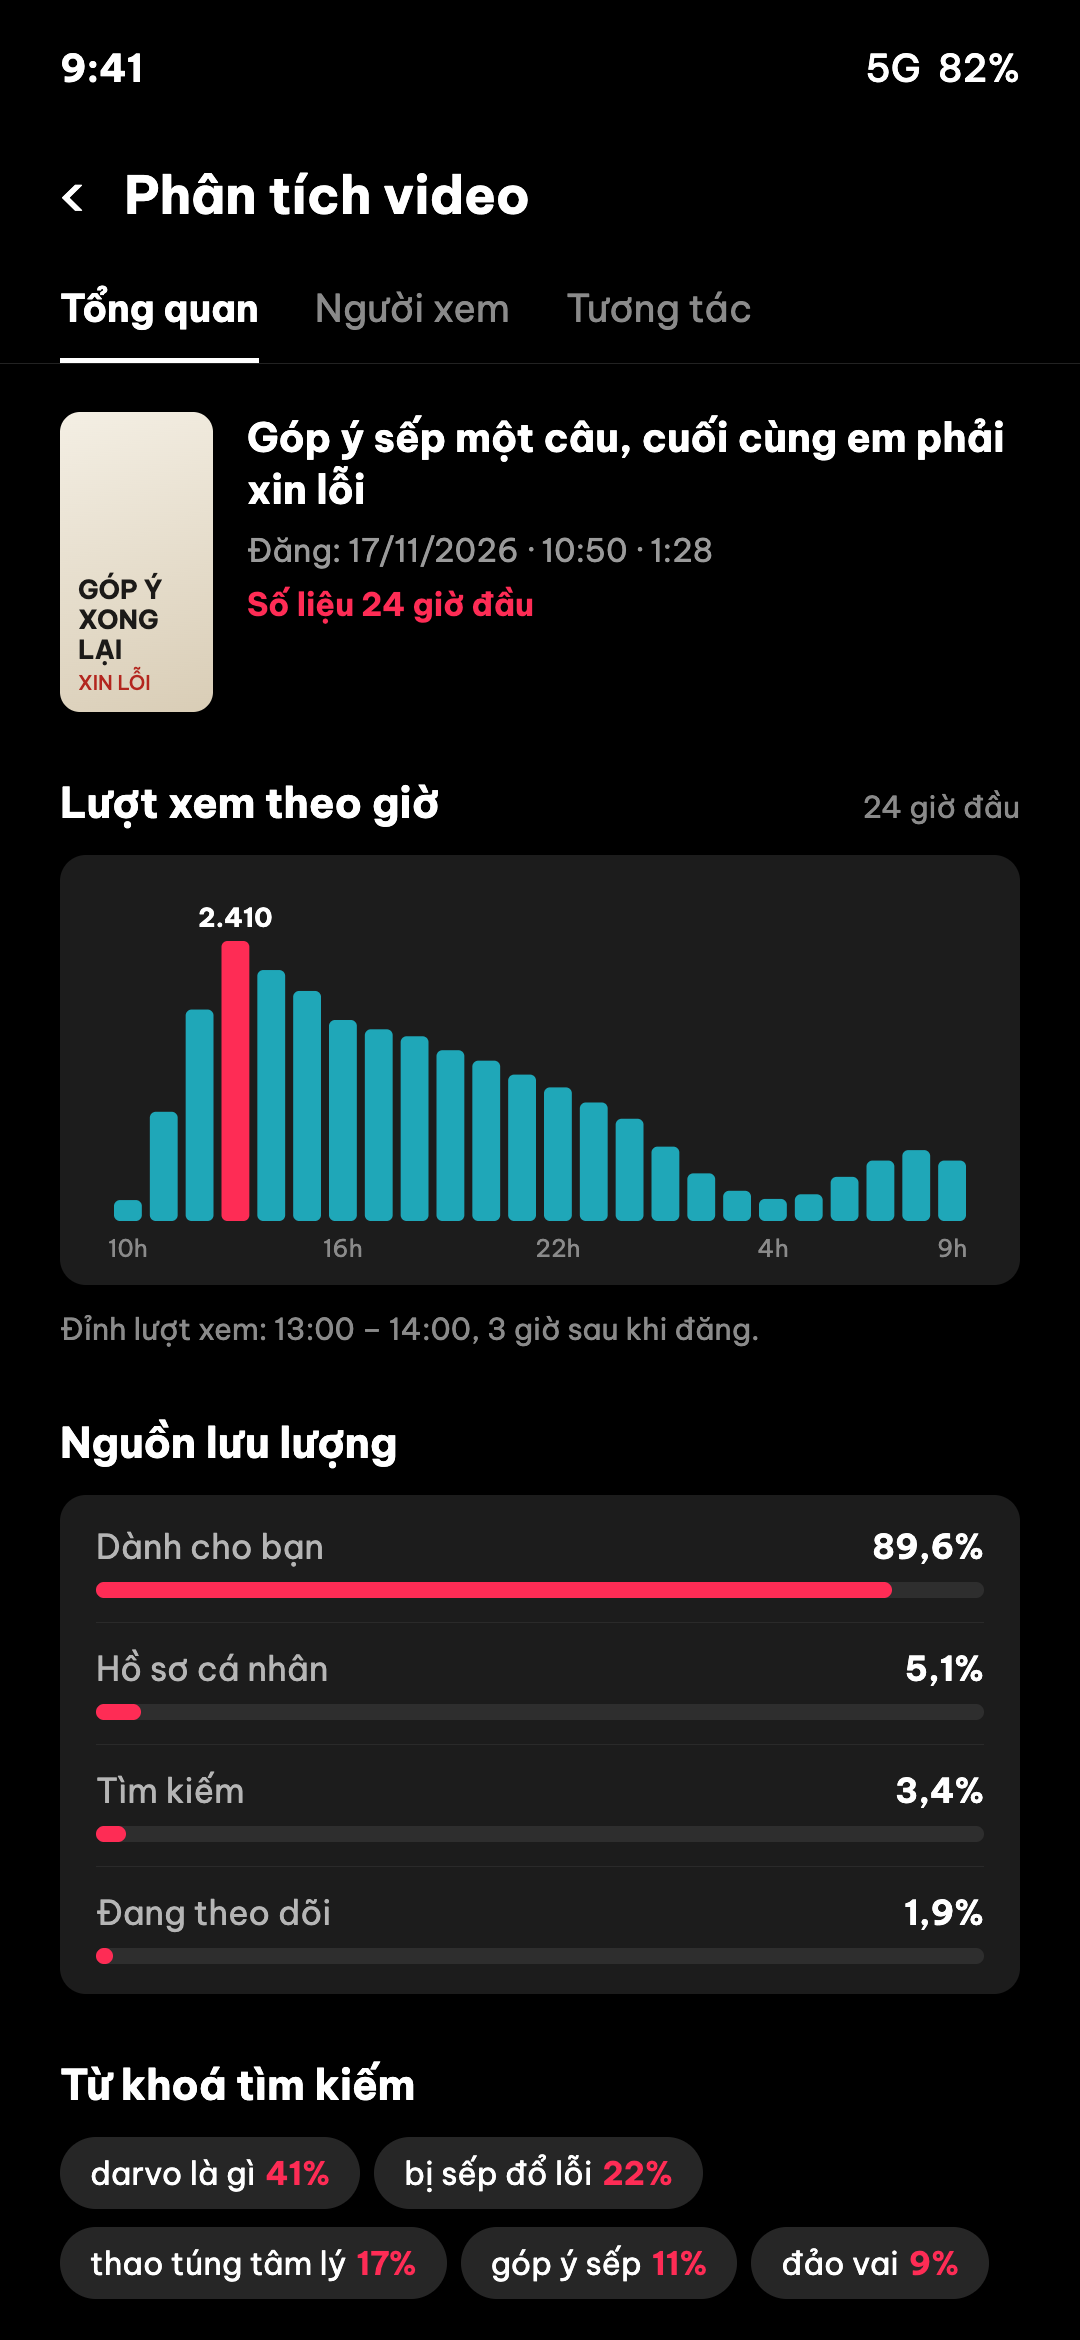 9:41
5G 82%
< Phân tích video
Tổng quan
Người xem
Tương tác
GÓP Ý
XONG
LẠI
XIN LỖI
Góp ý sếp một câu, cuối cùng em phải
xin lỗi
Đăng: 17/11/2026 · 10:50 · 1:28
Số liệu 24 giờ đầu
Lượt xem theo giờ
24 giờ đầu
2.410
10h
16h
22h
4h
9h
Đỉnh lượt xem: 13:00 – 14:00, 3 giờ sau khi đăng.
Nguồn lưu lượng
Dành cho bạn
89,6%
Hồ sơ cá nhân
5,1%
Tìm kiếm
3,4%
Đang theo dõi
1,9%
Từ khoá tìm kiếm
darvo là gì 41%
bị sếp đổ lỗi 22%
thao túng tâm lý 17%
góp ý sếp 11%
đảo vai 9%